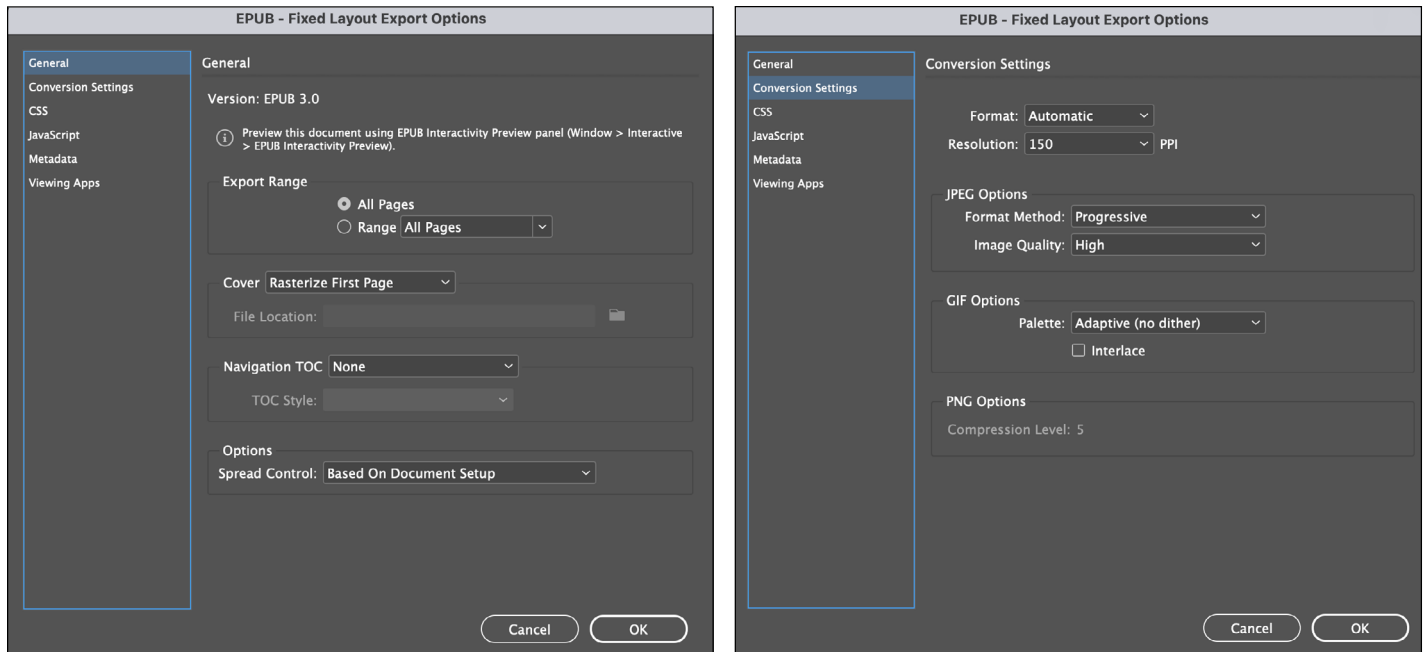 EPUB - Fixed Layout Export Options
General
Conversion Settings
CSS
JavaScript
Metadata
Viewing Apps
General
Version: EPUB 3.0
Preview this document using EPUB Interactivity Preview panel (Window > Interactive
> EPUB Interactivity Preview).
Export Range
All Pages
Range All Pages
Cover Rasterize First Page
File Location:
Navigation TOC None
TOC Style:
Options
Spread Control: Based On Document Setup
Cancel OK
EPUB - Fixed Layout Export Options
General
Conversion Settings
CSS
JavaScript
Metadata
Viewing Apps
Conversion Settings
Format: Automatic
Resolution: 150 PPI
JPEG Options
Format Method: Progressive
Image Quality: High
GIF Options
Palette: Adaptive (no dither)
Interlace
PNG Options
Compression Level: 5
Cancel OK